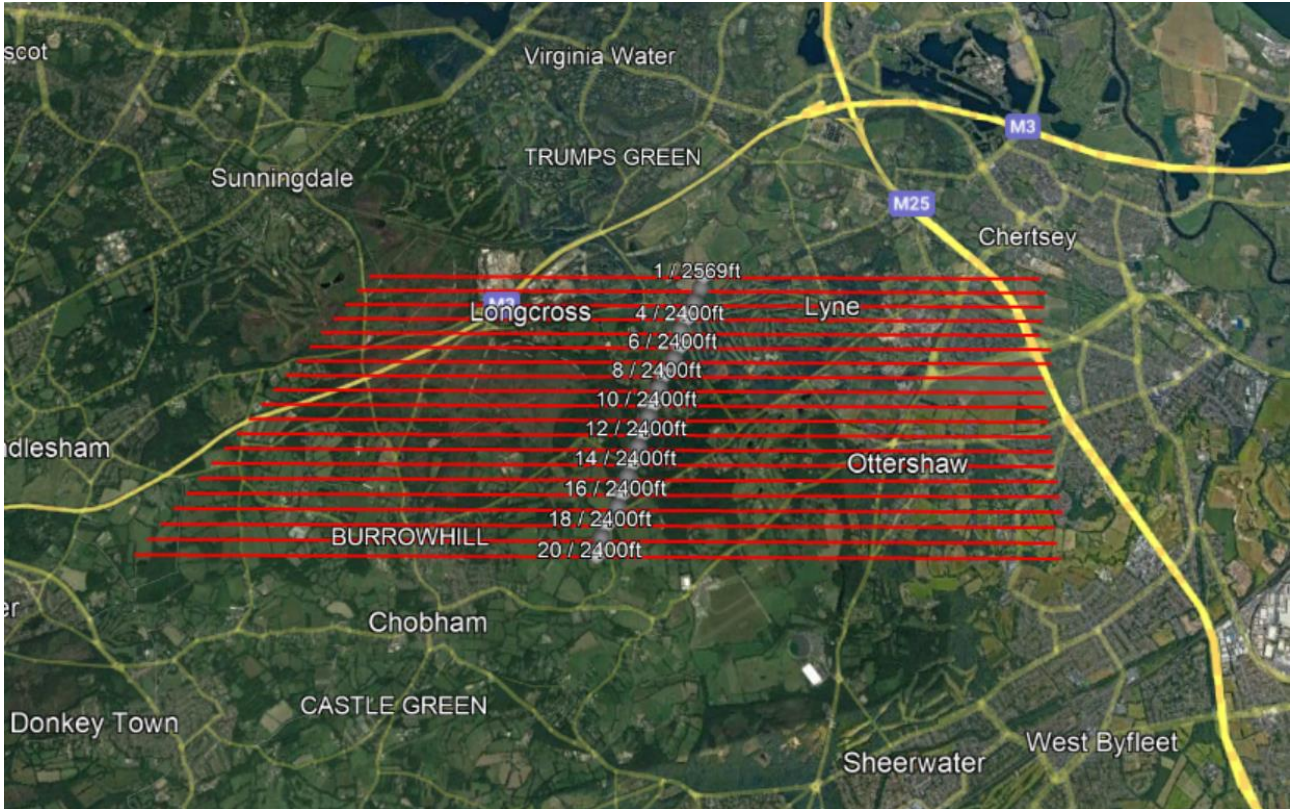 scot
Virginia Water
M3
TRUMPS GREEN
Sunningdale
M25
Chertsey
1 / 2569ft
M3
Longcross
4 / 2400ft
Lyne
6 / 2400ft
8 / 2400ft
10 / 2400ft
12 / 2400ft
ndlesham
14 / 2400ft
Ottershaw
16 / 2400ft
18 / 2400ft
BURROWHILL
20 / 2400ft
er
Chobham
CASTLE GREEN
Donkey Town
West Byfleet
Sheerwater